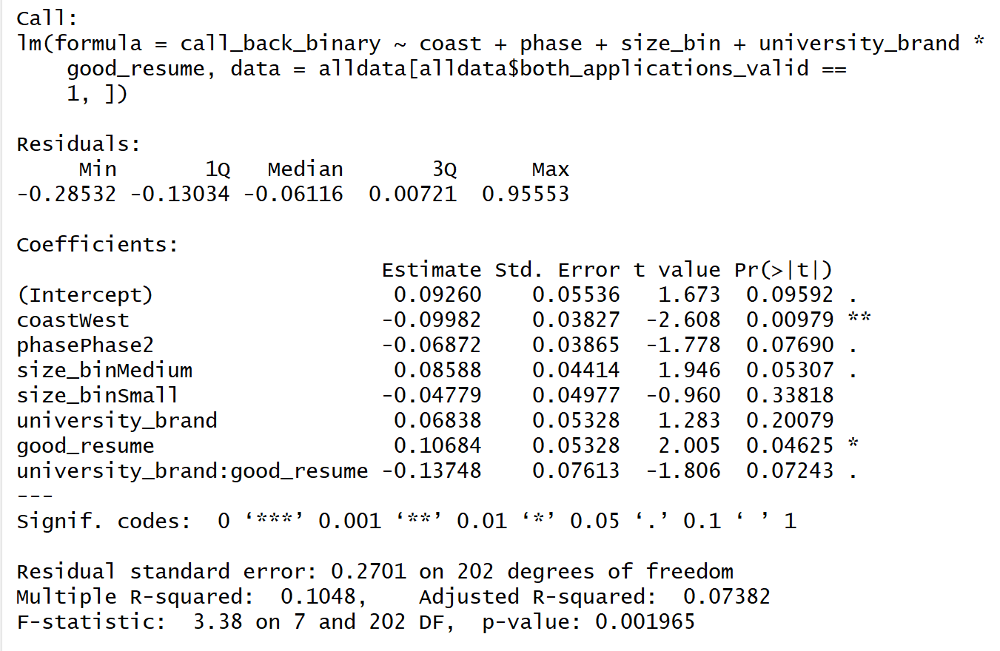 Call:
lm(formula = call_back_binary ~ coast + phase + size_bin + university_brand *
    good_resume, data = alldata[alldata$both_applications_valid ==
    1, ])

Residuals:
     Min       1Q   Median       3Q      Max
-0.28532 -0.13034 -0.06116  0.00721  0.95553

Coefficients:
                             Estimate Std. Error t value Pr(>|t|)
(Intercept)                   0.09260    0.05536   1.673  0.09592 .
coastWest                    -0.09982    0.03827  -2.608  0.00979 **
phasePhase2                  -0.06872    0.03865  -1.778  0.07690 .
size_binMedium                0.08588    0.04414   1.946  0.05307 .
size_binSmall                -0.04779    0.04977  -0.960  0.33818
university_brand              0.06838    0.05328   1.283  0.20079
good_resume                   0.10684    0.05328   2.005  0.04625 *
university_brand:good_resume -0.13748    0.07613  -1.806  0.07243 .
---
Signif. codes:  0 ‘***’ 0.001 ‘**’ 0.01 ‘*’ 0.05 ‘.’ 0.1 ‘ ’ 1

Residual standard error: 0.2701 on 202 degrees of freedom
Multiple R-squared:  0.1048,    Adjusted R-squared:  0.07382
F-statistic:  3.38 on 7 and 202 DF,  p-value: 0.001965